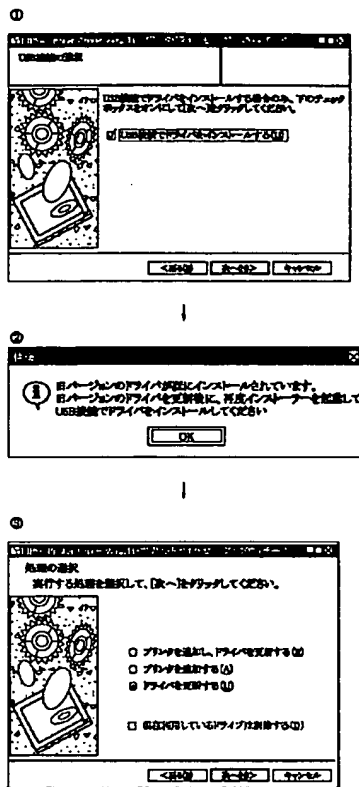 ①
USB接続の選択
USB接続でドライバをインストールする場合のみ、下のチェック
ボックスをオンにして[次へ]をクリックしてください。
USB接続でドライバをインストールする(U)
<戻る(B) 次へ(N)> キャンセル
↓
②
旧バージョンのドライバが既にインストールされています。
旧バージョンのドライバを更新後に、再度インストーラーを起動して
USB接続でドライバをインストールしてください
OK
↓
処理の選択
実行する処理を選択して、[次へ]をクリックしてください。
プリンタを追加し、ドライバを更新する
プリンタを追加する(A)
ドライバを更新する(U)
<戻る(B) 次へ(N)> キャンセル